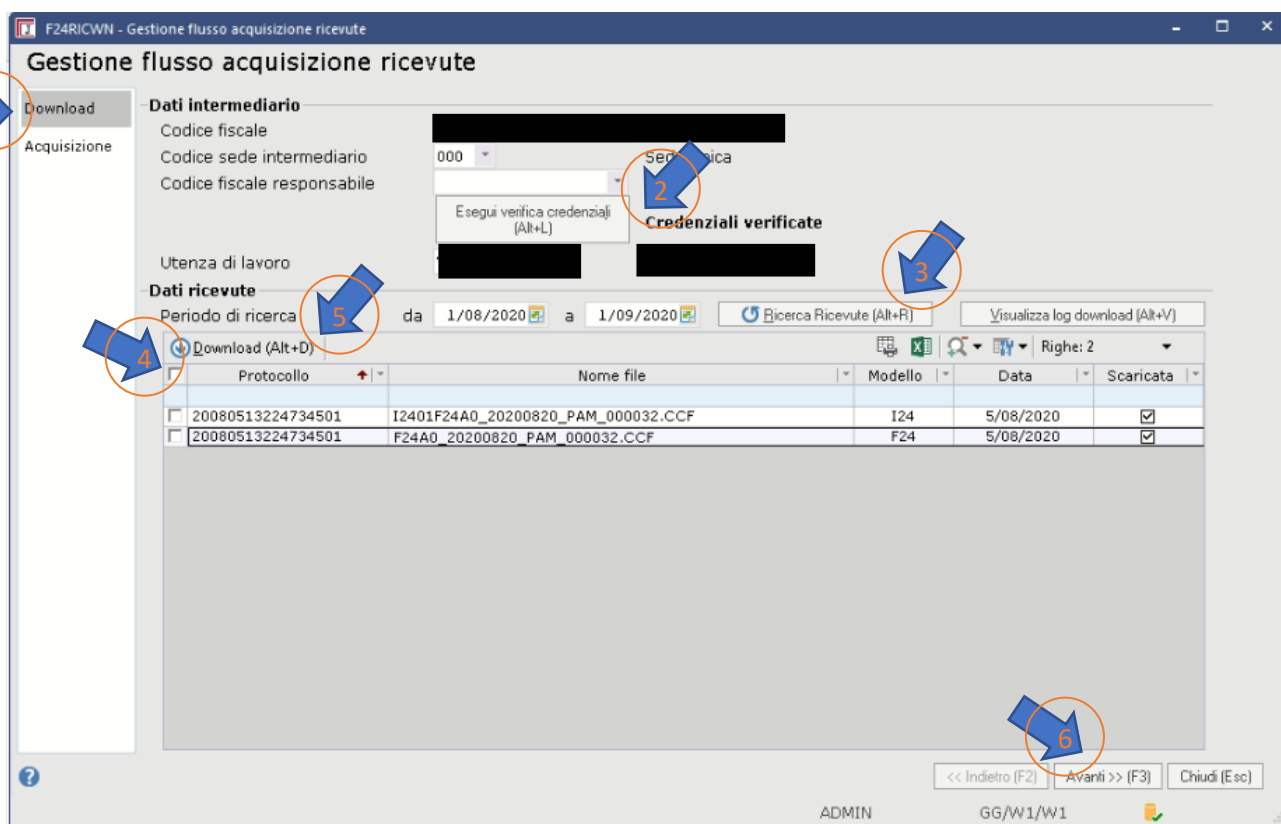 F24RICWN - Gestione flusso acquisizione ricevute
Gestione flusso acquisizione ricevute
Download
Acquisizione
Dati intermediario
Codice fiscale
Codice sede intermediario 000
Codice fiscale responsabile
2
Esegui verifica credenziali
(Alt+L)
Credenziali verificate
Utenza di lavoro
3
Dati ricevute
Periodo di ricerca 5 da 1/08/2020 a 1/09/2020 Ricerca Ricevute (Alt+R) Visualizza log download (Alt+V)
4 Download (Alt+D) Righe: 2
Protocollo Nome file Modello Data Scaricata
20080513224734501 I2401F24A0_20200820_PAM_000032.CCF I24 5/08/2020
20080513224734501 F24A0_20200820_PAM_000032.CCF F24 5/08/2020
6
<< Indietro (F2) Avanti >> (F3) Chiudi (Esc)
ADMIN GG/W1/W1